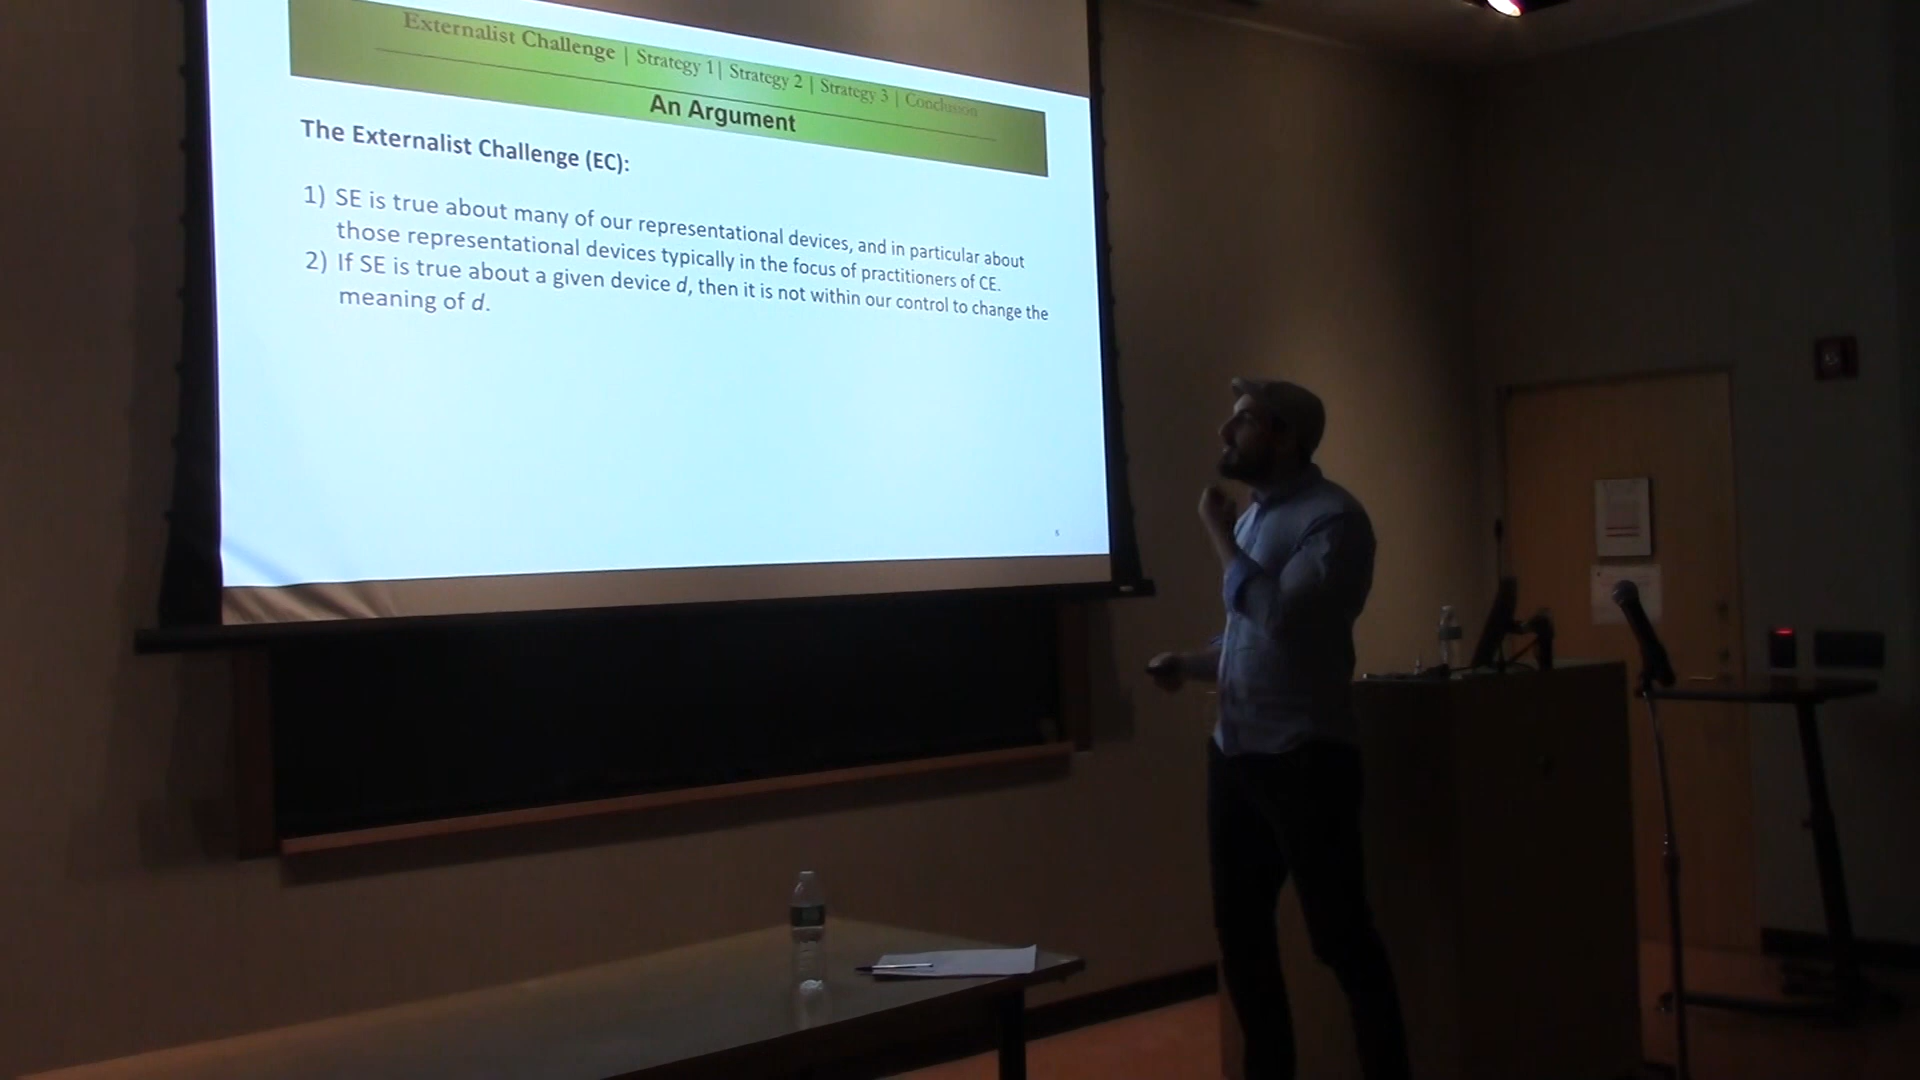 Externalist Challenge | Strategy 1| Strategy 2 | Strategy 3 | Conclusion
An Argument
The Externalist Challenge (EC):
1) SE is true about many of our representational devices, and in particular about
those representational devices typically in the focus of practitioners of CE.
2) If SE is true about a given device d, then it is not within our control to change the
meaning of d.